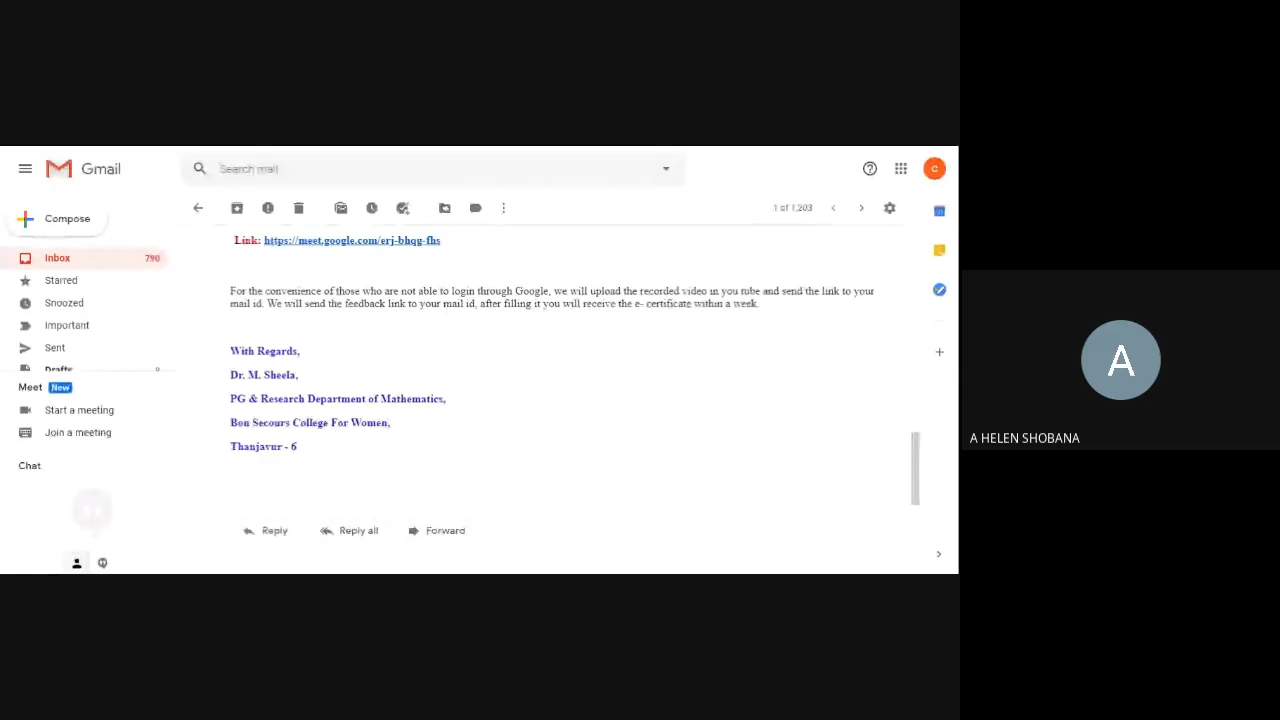 Gmail
Search mail
C
Compose
1 of 1,203
Inbox 790
Link: https://meet.google.com/erj-bhqg-fhs
Starred
Snoozed
For the convenience of those who are not able to login through Google, we will upload the recorded video in you tube and send the link to your
mail id. We will send the feedback link to your mail id, after filling it you will receive the e- certificate within a week.
Important
Sent
Drafts
With Regards,
Dr. M. Sheela,
PG & Research Department of Mathematics,
Bon Secours College For Women,
Thanjavur - 6
Meet New
Start a meeting
Join a meeting
Chat
Reply Reply all Forward
A
A HELEN SHOBANA